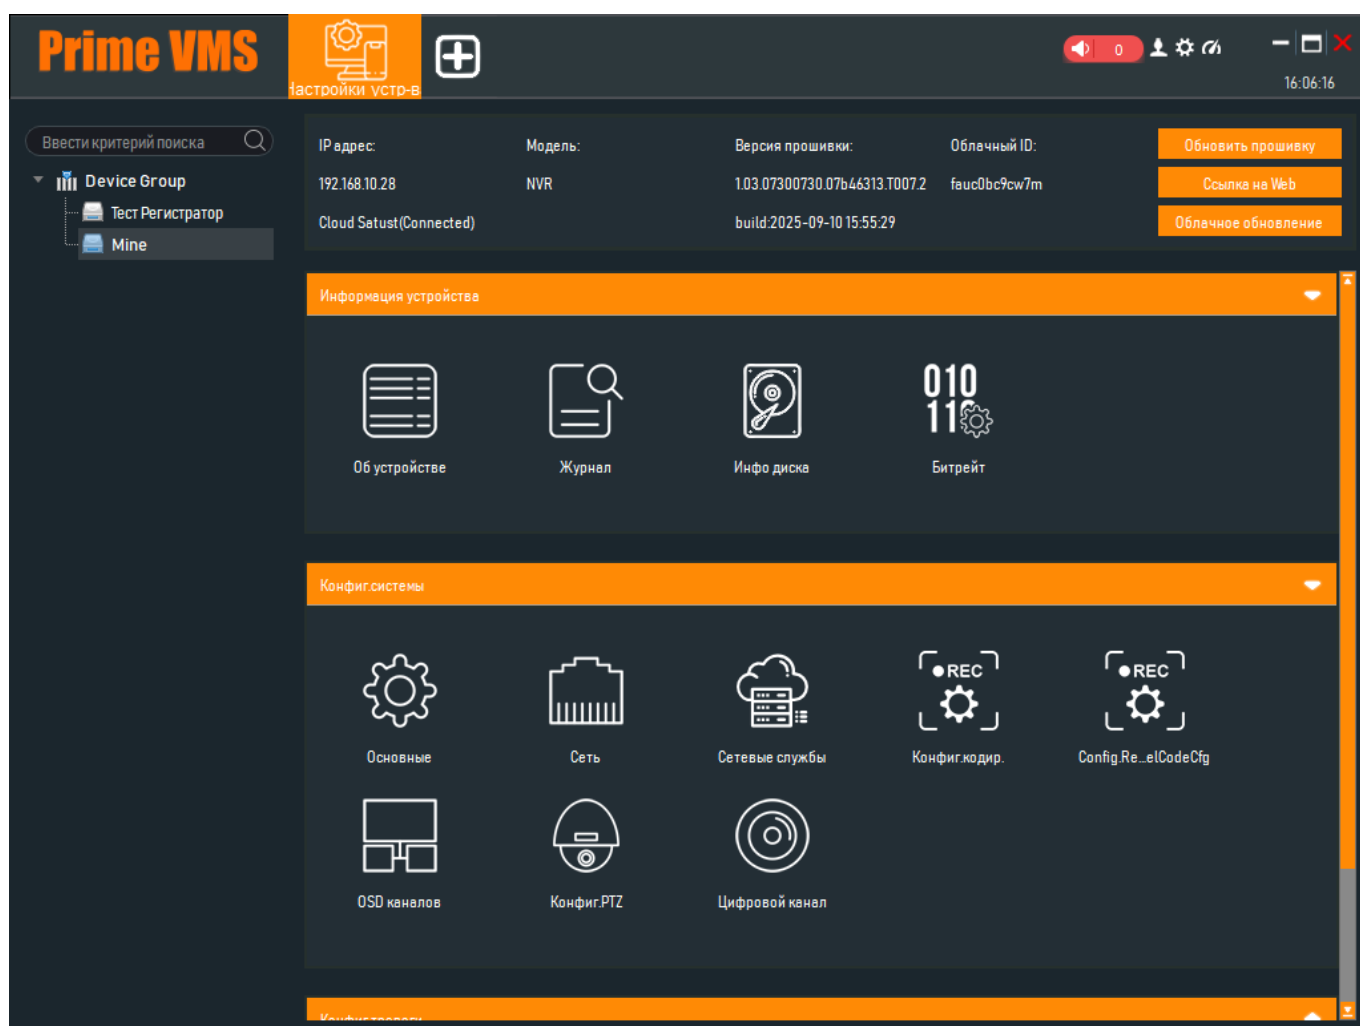 Prime VMS
Настройки устр-в
0
16:06:16
Ввести критерий поиска
Device Group
Тест Регистратор
Mine
IP адрес:
Модель:
Версия прошивки:
Облачный ID:
Обновить прошивку
192.168.10.28
NVR
1.03.07300730.07b46313.T007.2
fauc0bc9cw7m
Ссылка на Web
Cloud Satust(Connected)
build:2025-09-10 15:55:29
Облачное обновление
Информация устройства
010
110
Об устройстве
Журнал
Инфо диска
Битрейт
Конфиг.системы
REC
REC
Основные
Сеть
Сетевые службы
Конфиг.кодир.
Config.Re...elCodeCfg
OSD каналов
Конфиг.PTZ
Цифровой канал
Конфиг.тревоги